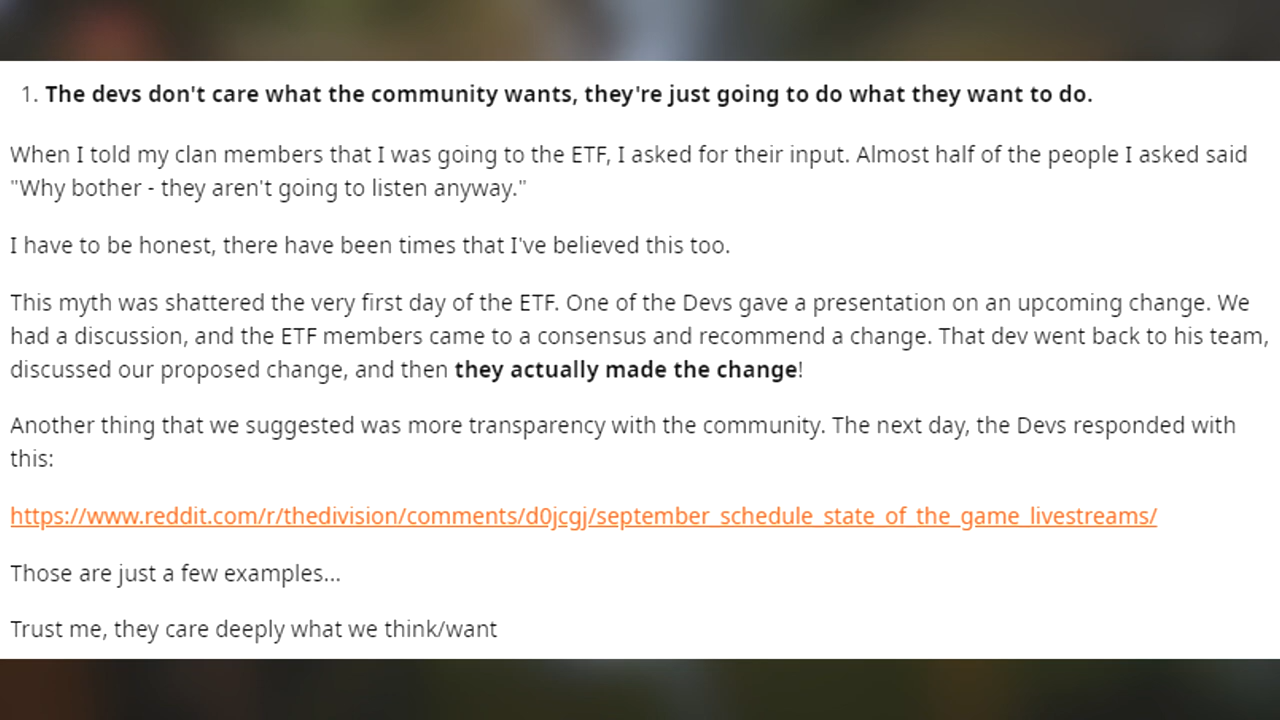 1. The devs don't care what the community wants, they're just going to do what they want to do.
When I told my clan members that I was going to the ETF, I asked for their input. Almost half of the people I asked said
"Why bother - they aren't going to listen anyway."
I have to be honest, there have been times that I've believed this too.
This myth was shattered the very first day of the ETF. One of the Devs gave a presentation on an upcoming change. We
had a discussion, and the ETF members came to a consensus and recommend a change. That dev went back to his team,
discussed our proposed change, and then they actually made the change!
Another thing that we suggested was more transparency with the community. The next day, the Devs responded with
this:
https://www.reddit.com/r/thedivision/comments/d0jcgj/september_schedule_state_of_the_game_livestreams/
Those are just a few examples...
Trust me, they care deeply what we think/want